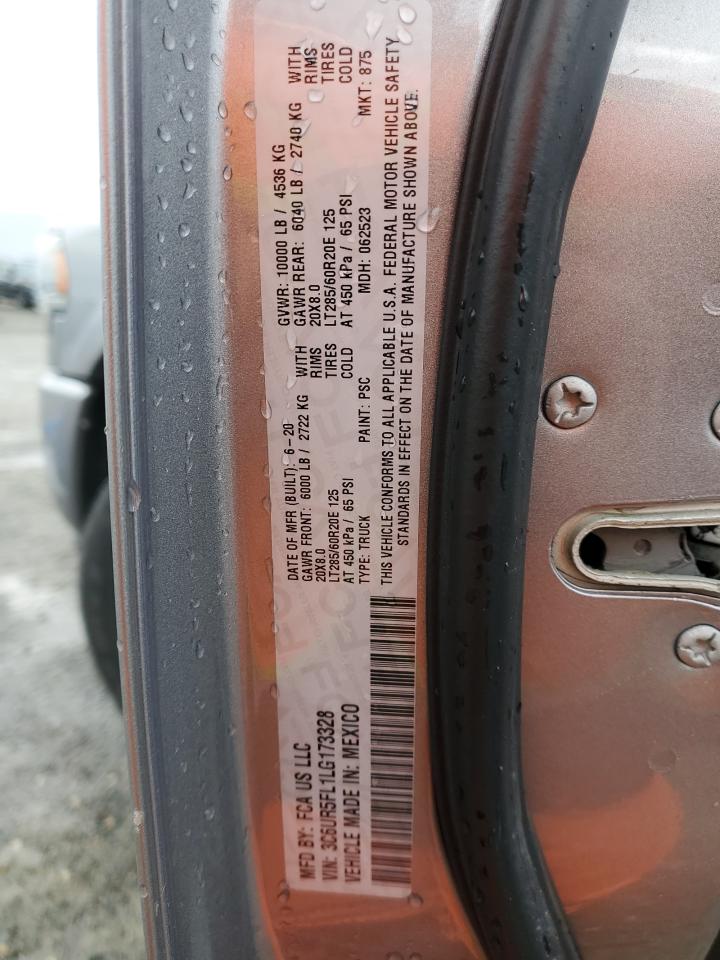 MFD BY: FCA US LLC
VIN: 3C6UR5FL1LG173328
VEHICLE MADE IN: MEXICO
DATE OF MFR (BUILT): 6-20 GVWR: 10000 LB / 4536 KG
GAWR FRONT: 6000 LB / 2722 KG WITH GAWR REAR: 6040 LB / 2740 KG WITH
20X8.0 RIMS 20X8.0 RIMS
LT285/60R20E 125 TIRES LT285/60R20E 125 TIRES
AT 450 kPa / 65 PSI COLD AT 450 kPa / 65 PSI COLD
TYPE: TRUCK PAINT: PSC MDH: 062523 MKT: 875
THIS VEHICLE CONFORMS TO ALL APPLICABLE U.S.A. FEDERAL MOTOR VEHICLE SAFETY
STANDARDS IN EFFECT ON THE DATE OF MANUFACTURE SHOWN ABOVE.